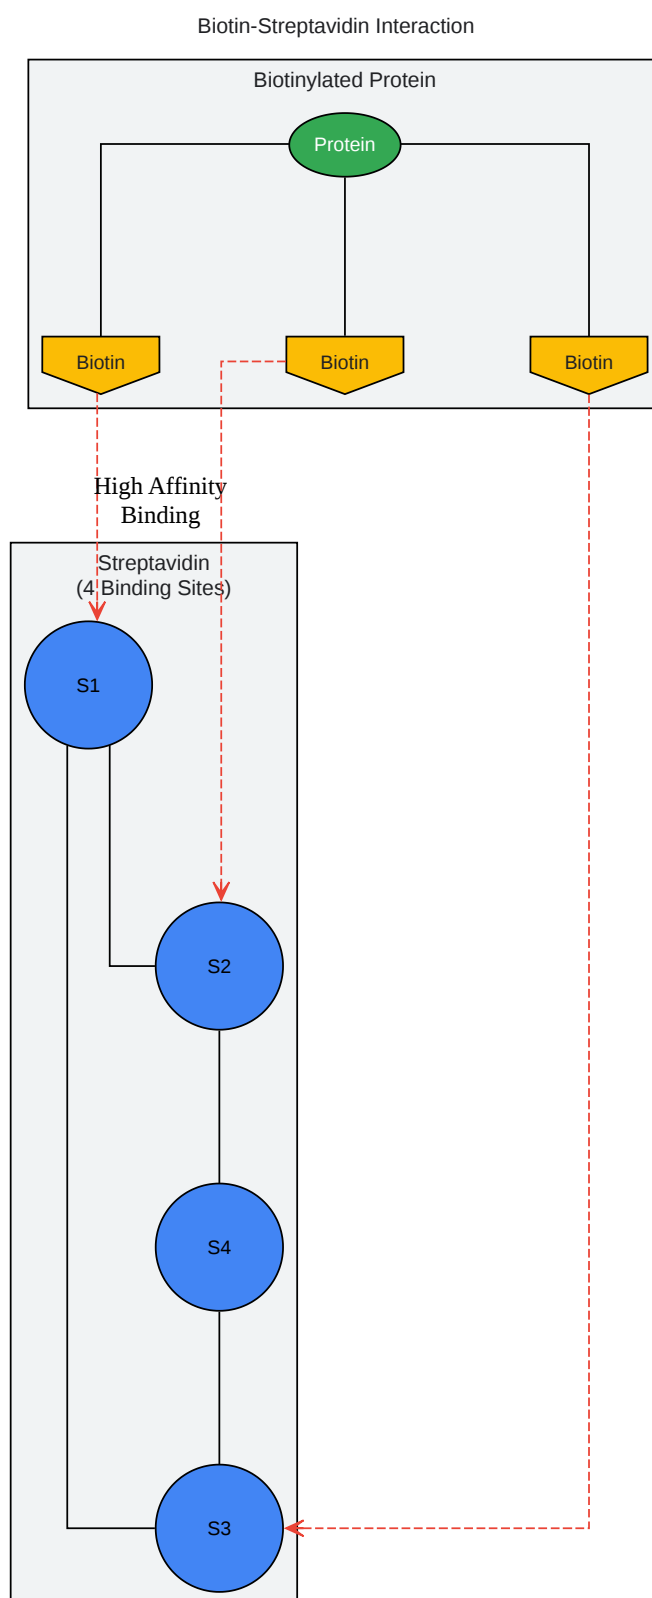 Biotin-Streptavidin Interaction
Biotinylated Protein
Protein
Biotin
Biotin
Biotin
High Affinity
Binding
Streptavidin
(4 Binding Sites)
S1
S2
S4
S3